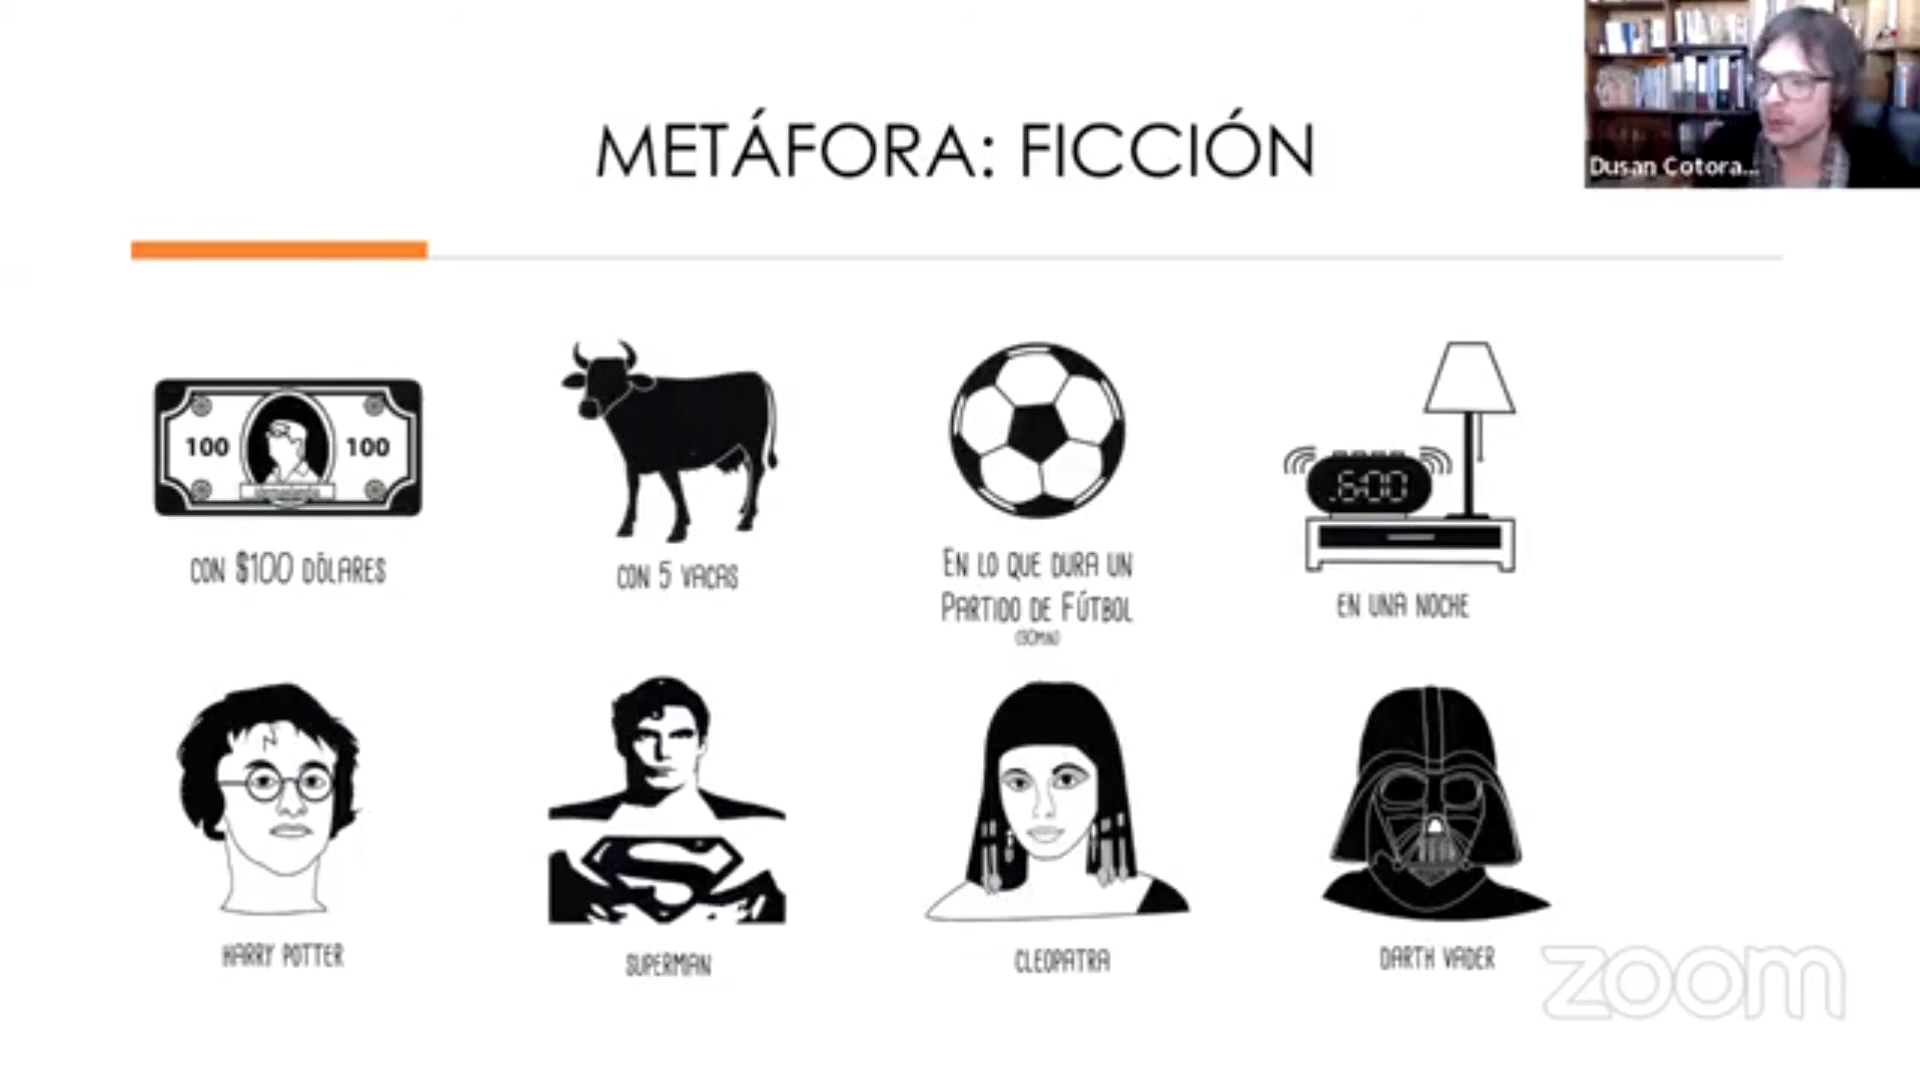 METÁFORA: FICCIÓN
Dusan Cotora...
100 100
6:00
CON $100 DÓLARES
CON 5 VACAS
EN LO QUE DURA UN
PARTIDO DE FÚTBOL
(90MIN)
EN UNA NOCHE
S
HARRY POTTER
SUPERMAN
CLEOPATRA
DARTH VADER
zoom